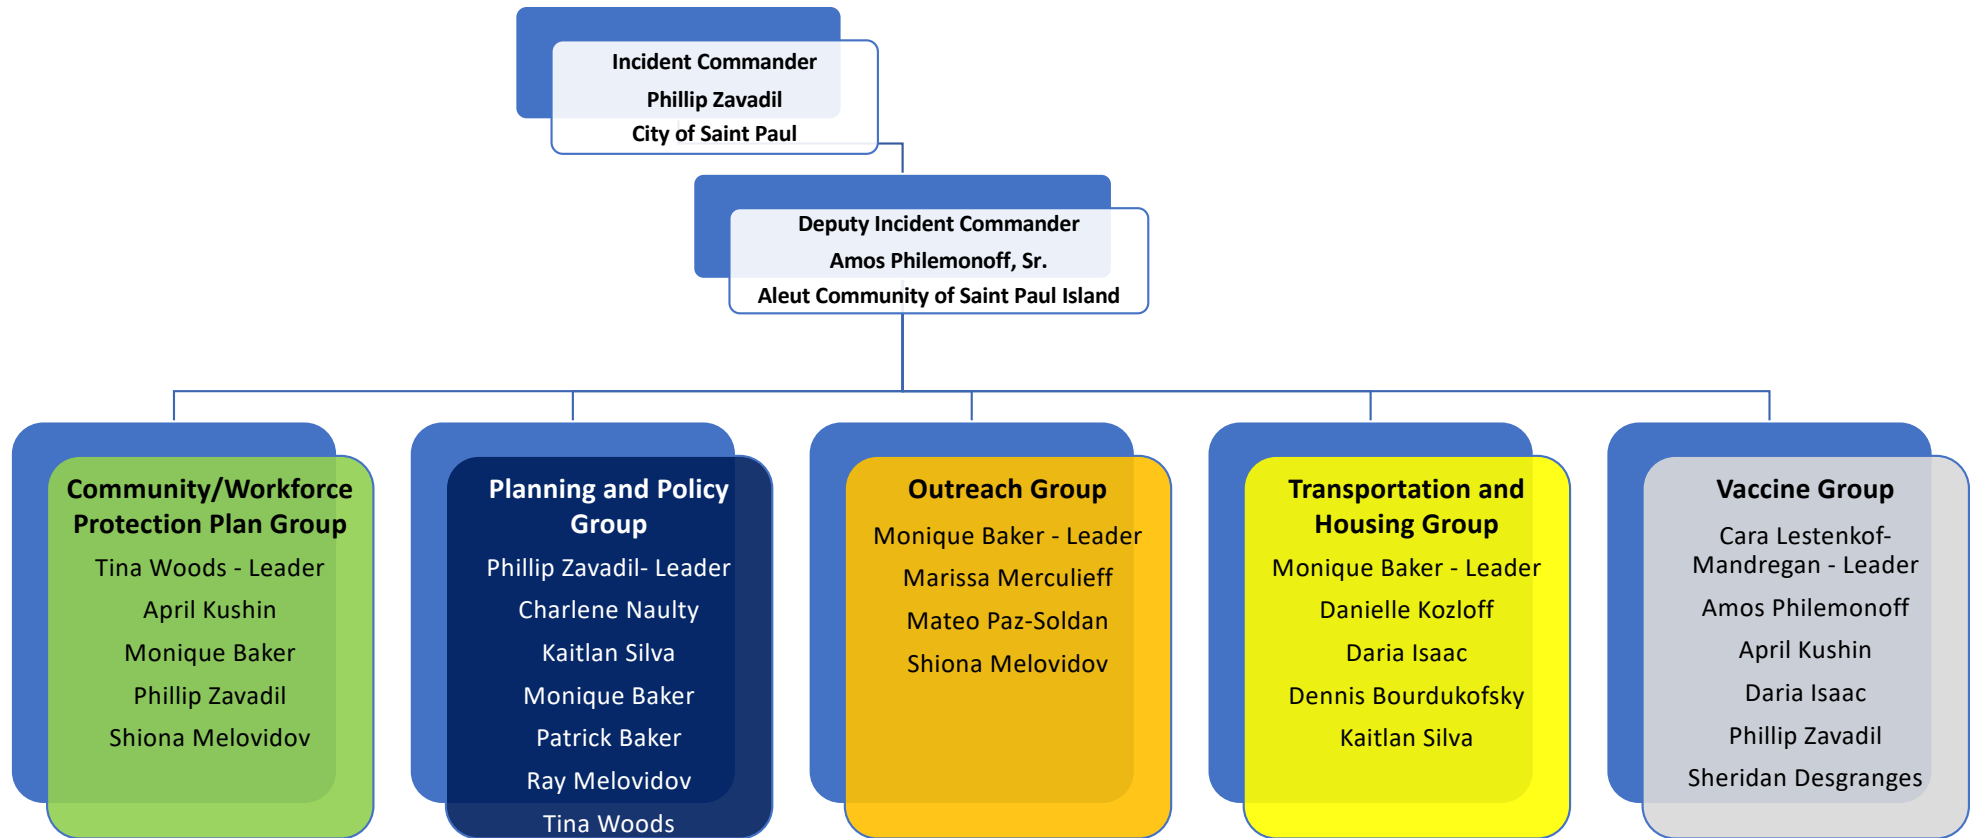 Incident Commander
Phillip Zavadil
City of Saint Paul
Deputy Incident Commander
Amos Philemonoff, Sr.
Aleut Community of Saint Paul Island
Community/Workforce
Protection Plan Group
Tina Woods - Leader
April Kushin
Monique Baker
Phillip Zavadil
Shiona Melovidov
Planning and Policy
Group
Phillip Zavadil- Leader
Charlene Naulty
Kaitlan Silva
Monique Baker
Patrick Baker
Ray Melovidov
Tina Woods
Outreach Group
Monique Baker - Leader
Marissa Merculieff
Mateo Paz-Soldan
Shiona Melovidov
Transportation and
Housing Group
Monique Baker - Leader
Danielle Kozloff
Daria Isaac
Dennis Bourdukofsky
Kaitlan Silva
Vaccine Group
Cara Lestenkof-
Mandregan - Leader
Amos Philemonoff
April Kushin
Daria Isaac
Phillip Zavadil
Sheridan Desgranges